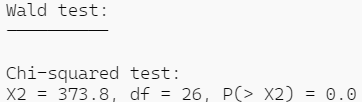 Wald test:
----------
Chi-squared test:
X2 = 373.8, df = 26, P(> X2) = 0.0